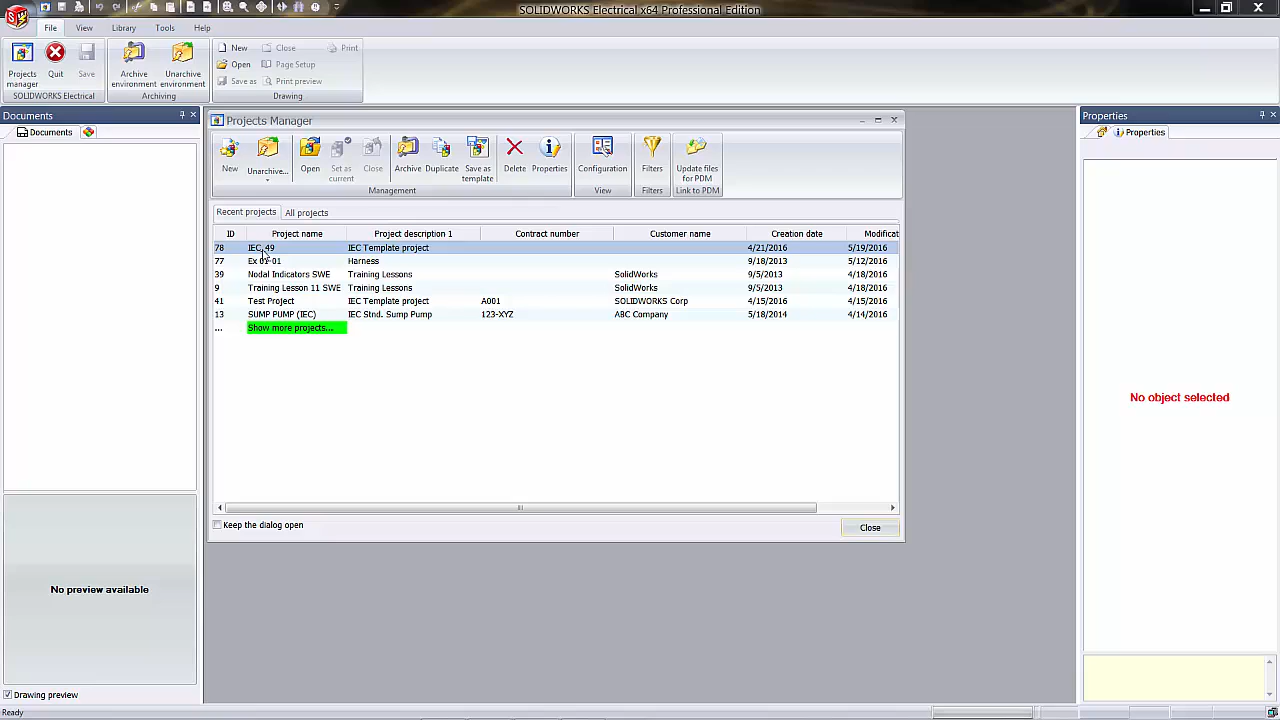 SOLIDWORKS Electrical x64 Professional Edition
File View Library Tools Help
Projects manager
Quit
Save
SOLIDWORKS Electrical
Archive environment
Unarchive environment
Archiving
New Close Print
Open Page Setup
Save as Print preview
Drawing
Documents
Documents
No preview available
Drawing preview
Ready
Projects Manager
New
Unarchive...
Open
Set as current
Close
Archive
Duplicate
Save as template
Delete
Properties
Management
Configuration
View
Filters
Filters
Update files for PDM
Link to PDM
Recent projects All projects
ID Project name Project description 1 Contract number Customer name Creation date Modificat
78 IEC_49 IEC Template project 4/21/2016 5/19/2016
77 Ex 01-01 Harness 9/18/2013 5/12/2016
39 Nodal Indicators SWE Training Lessons SolidWorks 9/5/2013 4/18/2016
9 Training Lesson 11 SWE Training Lessons SolidWorks 9/5/2013 4/18/2016
41 Test Project IEC Template project A001 SOLIDWORKS Corp 4/15/2016 4/15/2016
13 SUMP PUMP (IEC) IEC Stnd. Sump Pump 123-XYZ ABC Company 5/18/2014 4/14/2016
... Show more projects...
Keep the dialog open
Close
Properties
Properties
No object selected